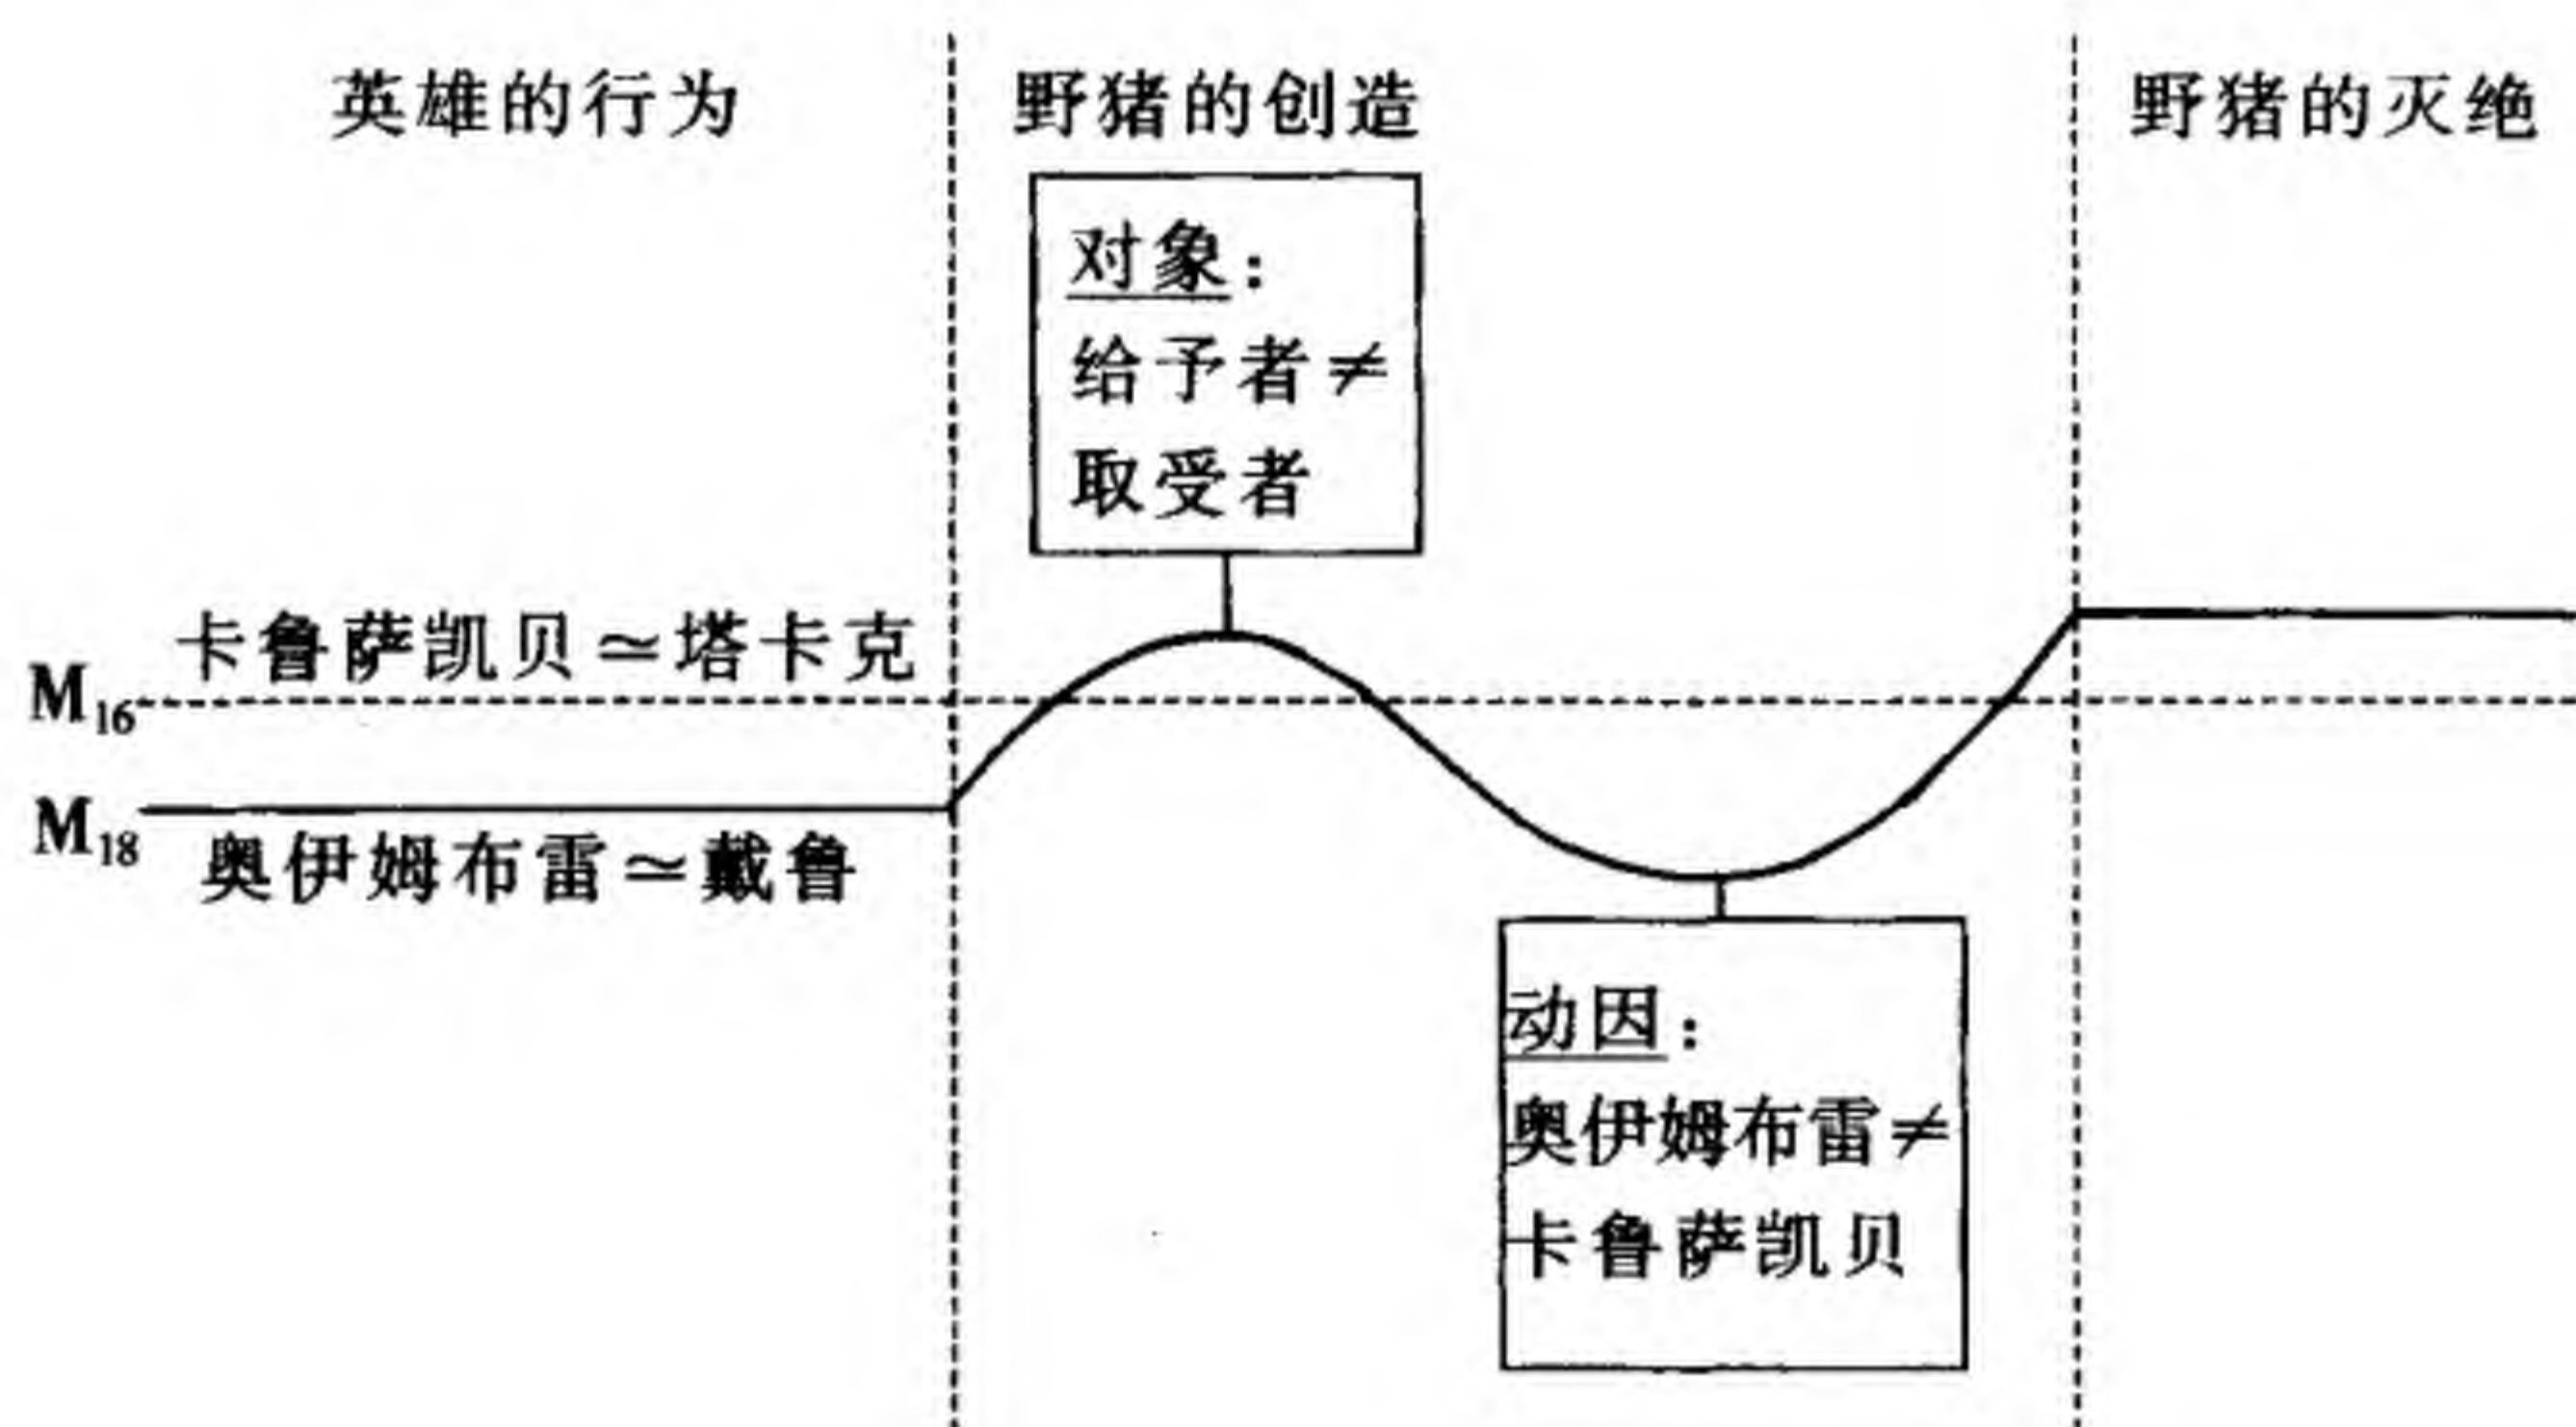 英雄的行为
野猪的创造
野猪的灭绝
对象：
给予者≠
取受者
卡鲁萨凯贝≃塔卡克
M₁₆
M₁₈
奥伊姆布雷≃戴鲁
动因：
奥伊姆布雷≠
卡鲁萨凯贝